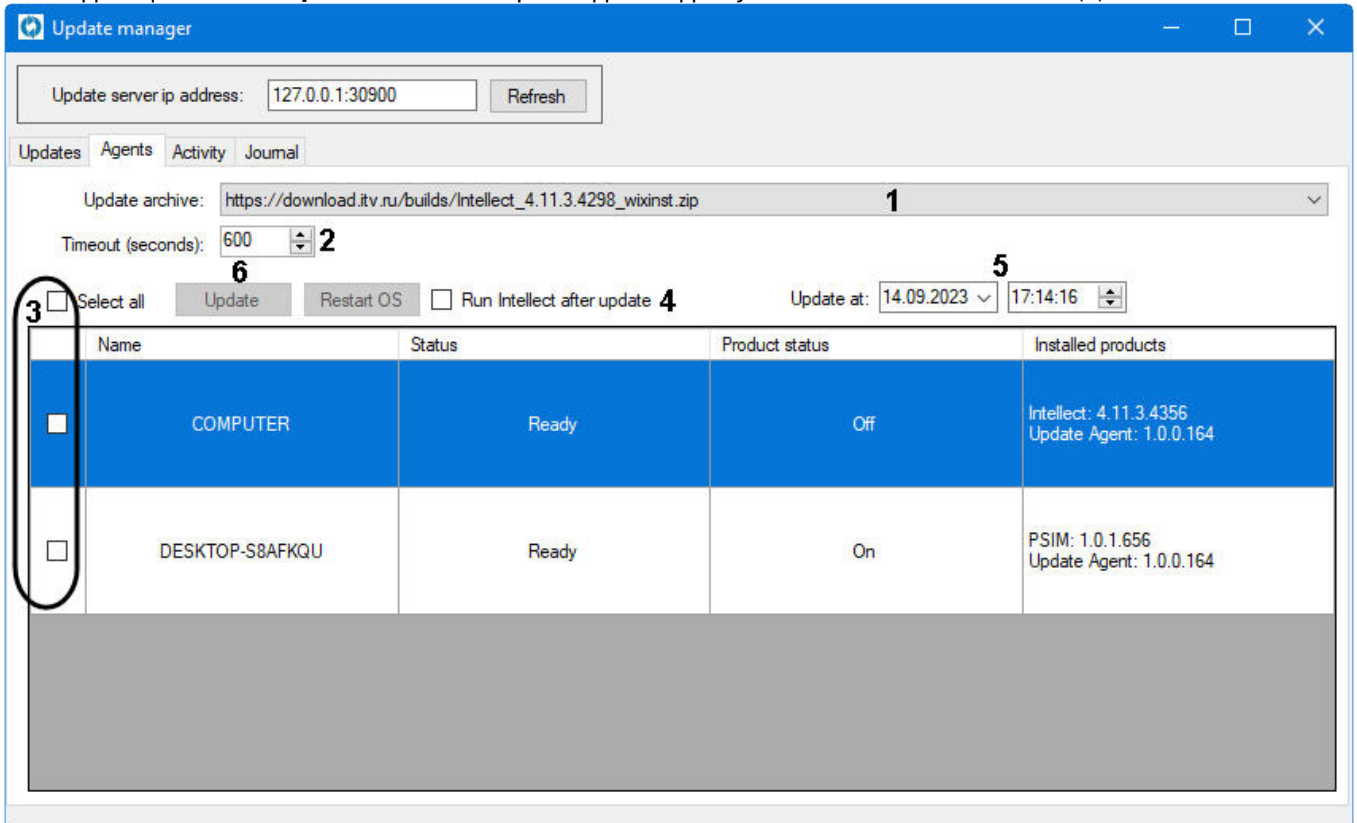 Update manager
Update server ip address: 127.0.0.1:30900 Refresh
Updates Agents Activity Journal
Update archive: https://download.itv.ru/builds/Intellect_4.11.3.4298_wixinst.zip 1
Timeout (seconds): 600 2
6 5
3 Select all Update Restart OS Run Intellect after update 4 Update at: 14.09.2023 17:14:16
Name Status Product status Installed products
COMPUTER Ready Off Intellect: 4.11.3.4356
Update Agent: 1.0.0.164
DESKTOP-S8AFKQU Ready On PSIM: 1.0.1.656
Update Agent: 1.0.0.164